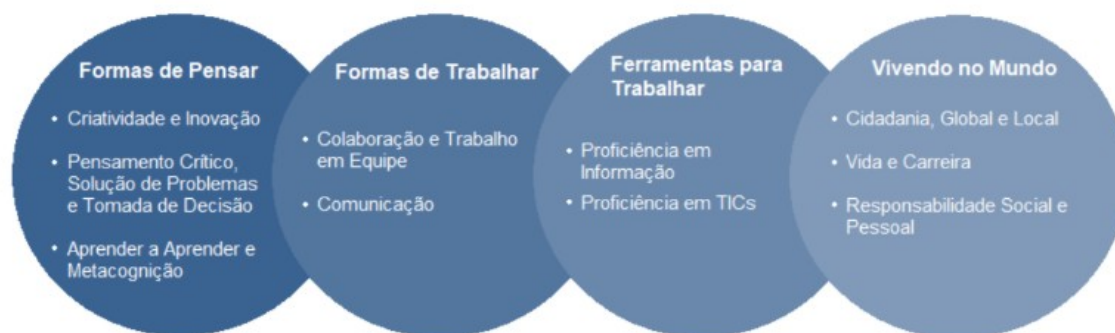 Formas de Pensar
• Criatividade e Inovação
• Pensamento Crítico,
Solução de Problemas
e Tomada de Decisão
• Aprender a Aprender e
Metacognição
Formas de Trabalhar
• Colaboração e Trabalho
em Equipe
• Comunicação
Ferramentas para
Trabalhar
• Proficiência em
Informação
• Proficiência em TICs
Vivendo no Mundo
• Cidadania, Global e Local
• Vida e Carreira
• Responsabilidade Social e
Pessoal